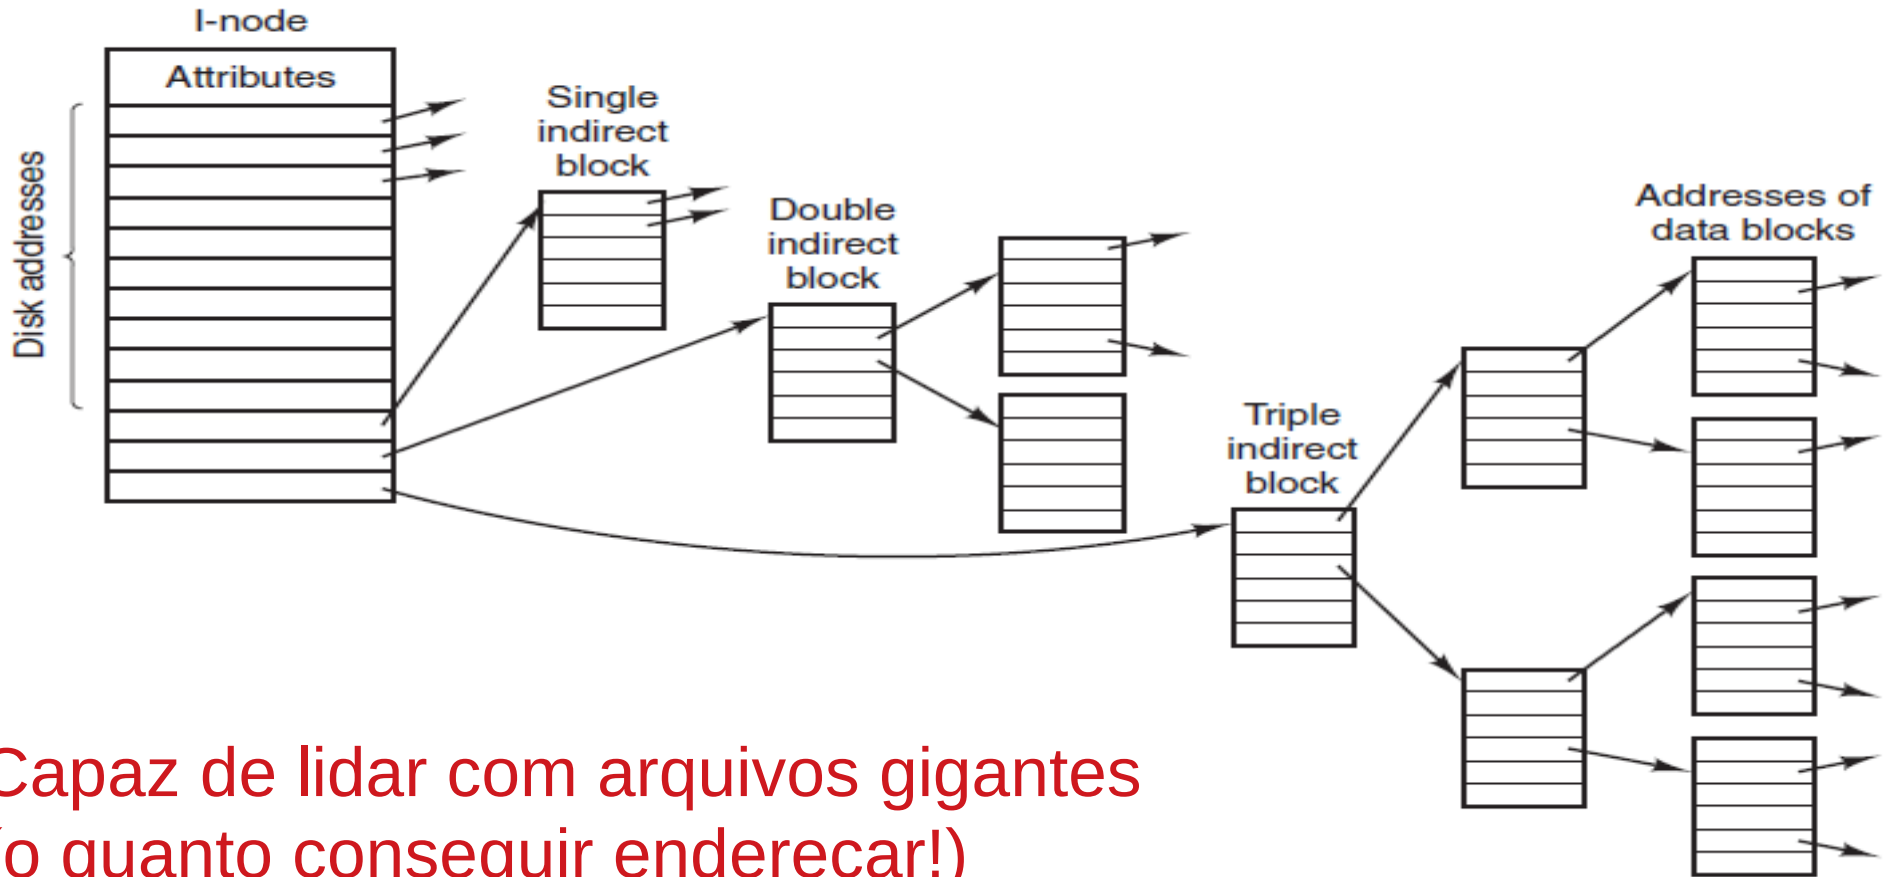 I-node
Attributes
Disk addresses
Single
indirect
block
Double
indirect
block
Triple
indirect
block
Addresses of
data blocks
Capaz de lidar com arquivos gigantes
(o quanto conseguir endereçar!)